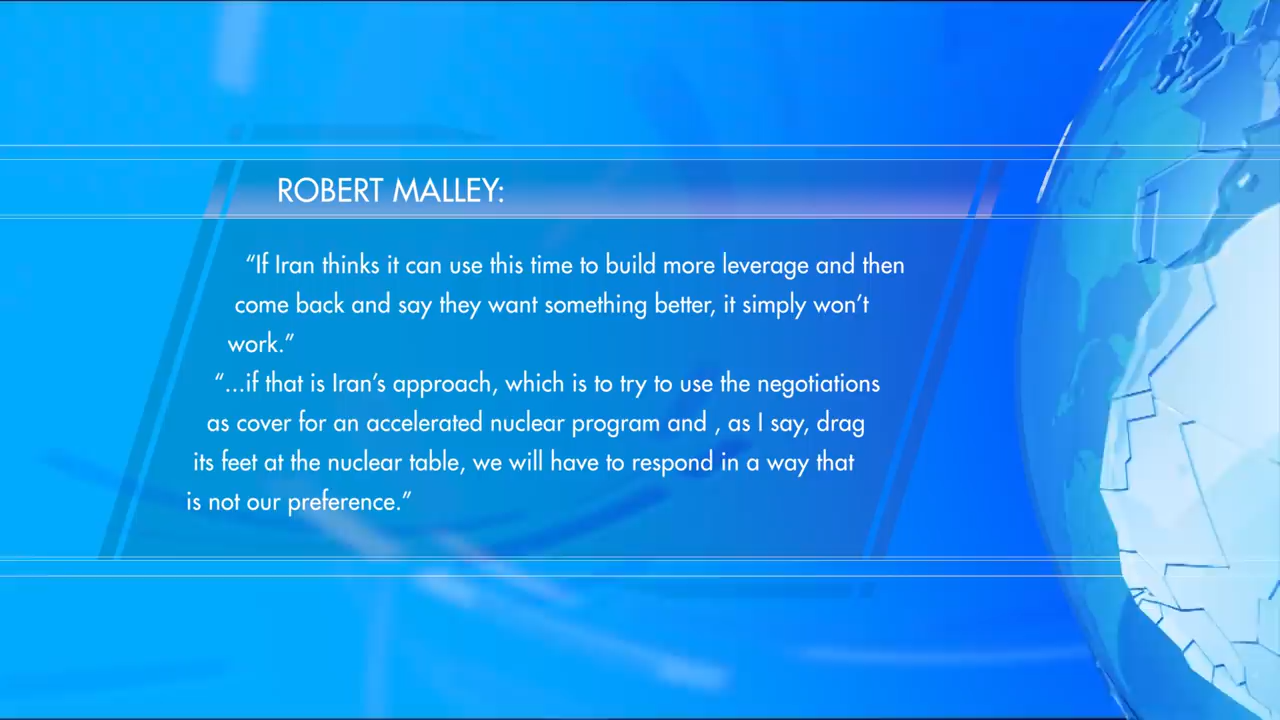 ROBERT MALLEY:
“If Iran thinks it can use this time to build more leverage and then
come back and say they want something better, it simply won’t
work.”
“...if that is Iran’s approach, which is to try to use the negotiations
as cover for an accelerated nuclear program and , as I say, drag
its feet at the nuclear table, we will have to respond in a way that
is not our preference.”